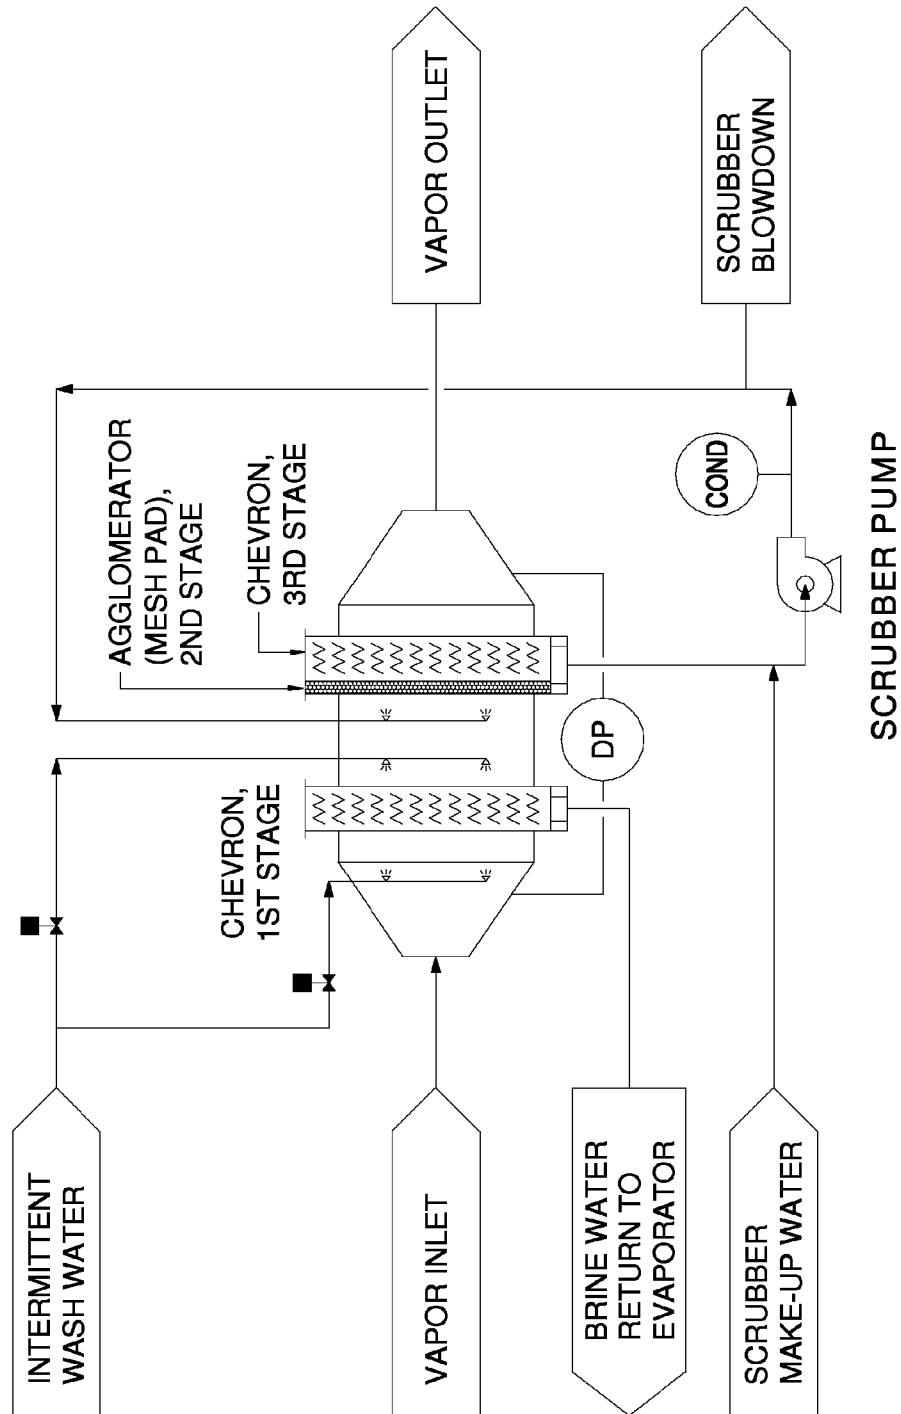 INTERMITTENT
WASH WATER
VAPOR INLET
BRINE WATER
RETURN TO
EVAPORATOR
SCRUBBER
MAKE-UP WATER
CHEVRON,
1ST STAGE
AGGLOMERATOR
(MESH PAD),
2ND STAGE
CHEVRON,
3RD STAGE
DP
COND
SCRUBBER PUMP
VAPOR OUTLET
SCRUBBER
BLOWDOWN